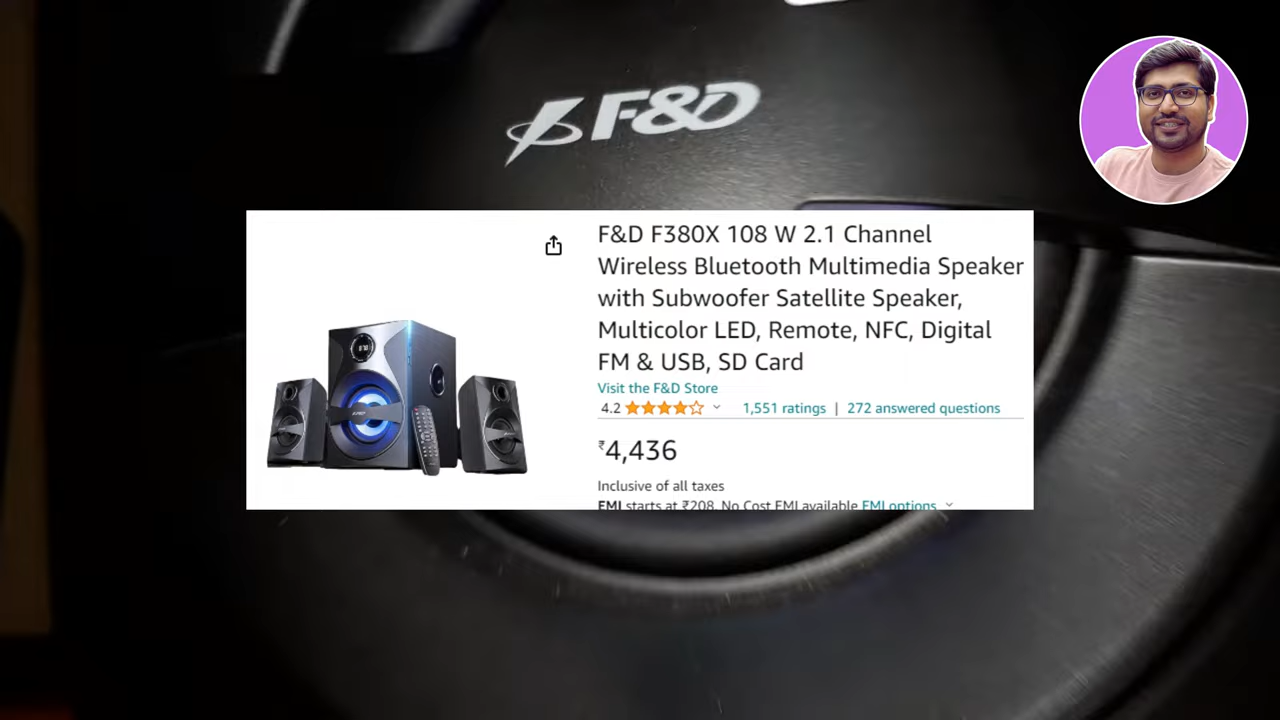 F&D
F&D F380X 108 W 2.1 Channel
Wireless Bluetooth Multimedia Speaker
with Subwoofer Satellite Speaker,
Multicolor LED, Remote, NFC, Digital
FM & USB, SD Card
Visit the F&D Store
4.2 1,551 ratings | 272 answered questions
₹4,436
Inclusive of all taxes
EMI starts at ₹208. No Cost EMI available EMI options